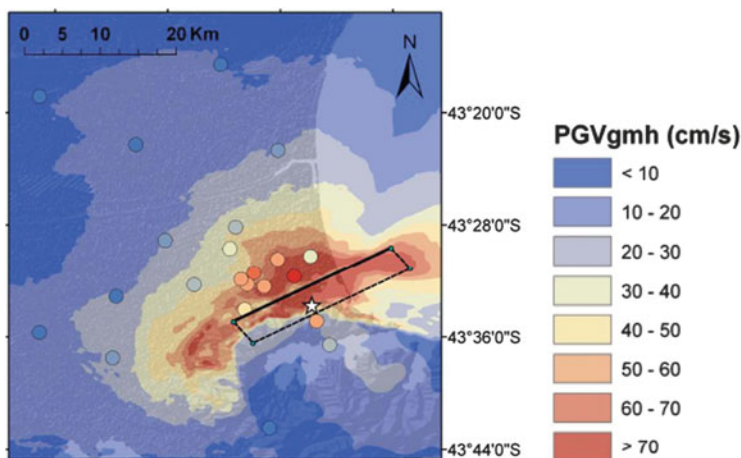 0 5 10 20 Km
N
43°20'0"S
43°28'0"S
43°36'0"S
43°44'0"S
PGVgmh (cm/s)
< 10
10 - 20
20 - 30
30 - 40
40 - 50
50 - 60
60 - 70
> 70